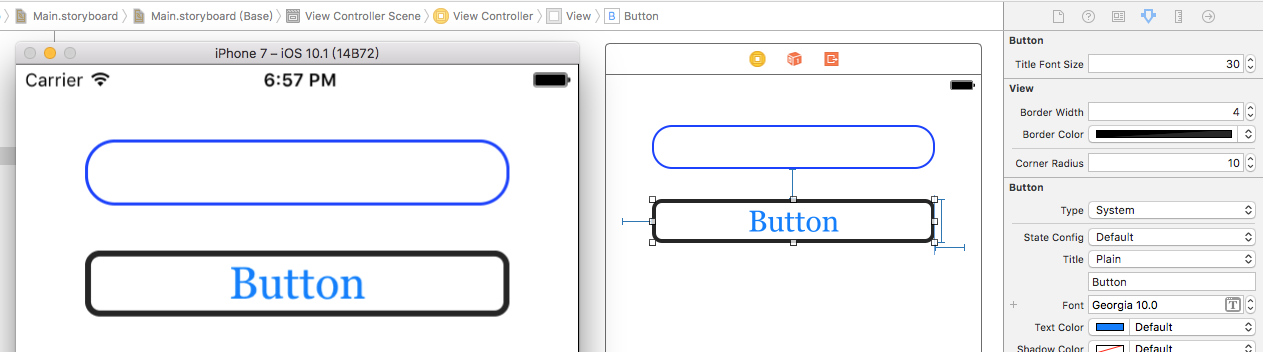 Main.storyboard Main.storyboard (Base) View Controller Scene View Controller View B Button
iPhone 7 – iOS 10.1 (14B72)
Carrier 6:57 PM
Button
Button
Button
Title Font Size 30
View
Border Width 4
Border Color
Corner Radius 10
Button
Type System
State Config Default
Title Plain
Button
+ Font Georgia 10.0 T
Text Color Default
Shadow Color Default